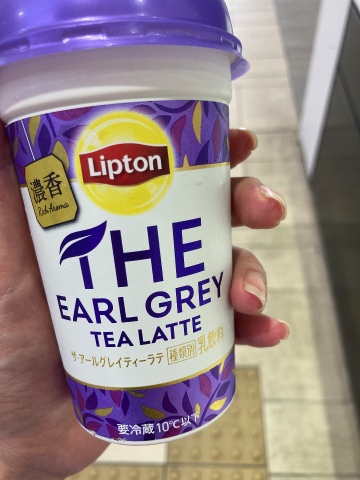 Lipton
濃香
Rich Aroma
THE
EARL GREY
TEA LATTE
ザ・アールグレイティーラテ 種類別 乳飲料
要冷蔵10℃以下